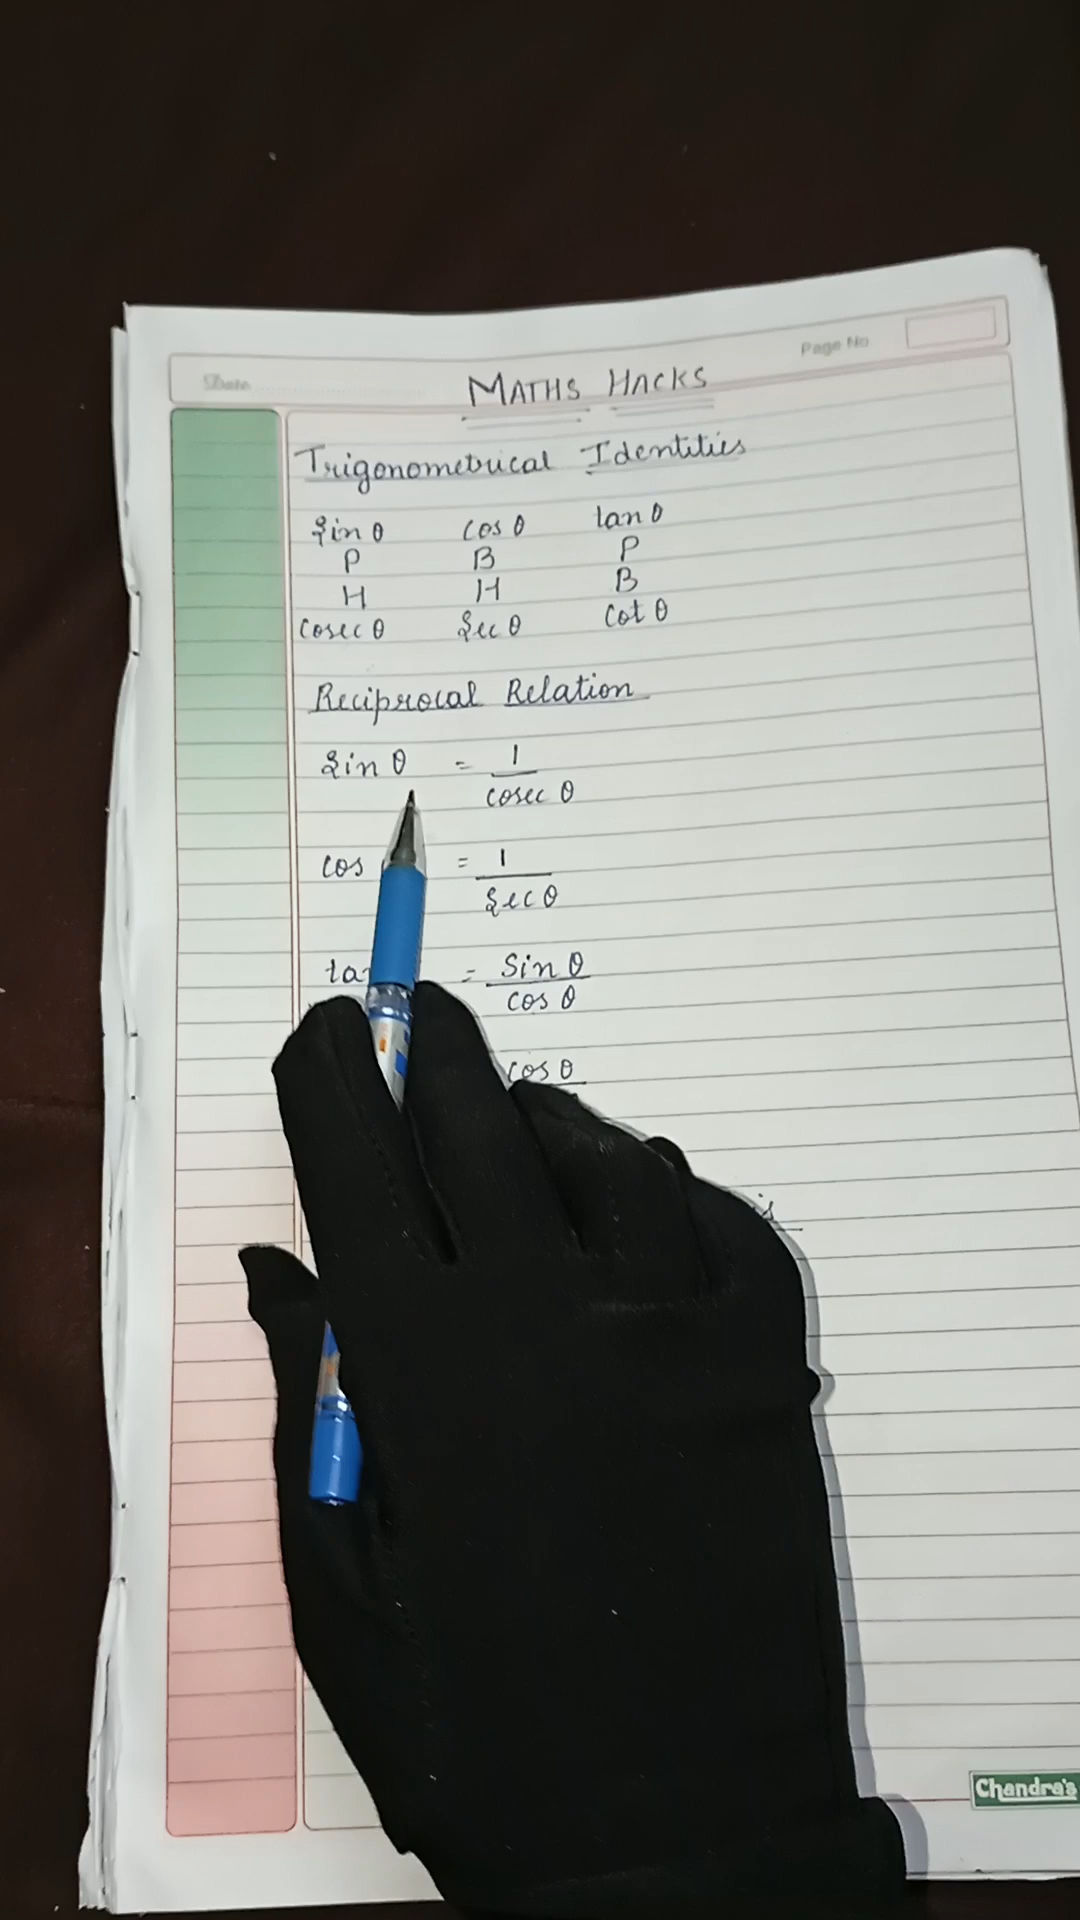 Date
Page No
MATHS HACKS
Trigonometrical Identities
Sin θ cos θ tan θ
P B P
H H B
cosec θ Sec θ Cot θ
Reciprocal Relation
Sin θ = 1
cosec θ
cos = 1
Sec θ
= Sin θ
cos θ
cos θ
Chandra's